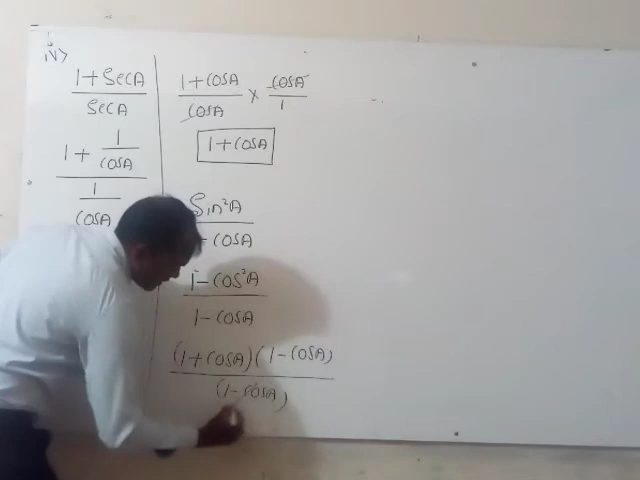 iv>
1 + SecA
SecA
1 + 1
CosA
1
CosA
1 + CosA × CosA
CosA 1
1 + CosA
Sin²A
- CosA
1 - Cos²A
1 - CosA
(1 + CosA) (1 - CosA)
(1 - CosA)